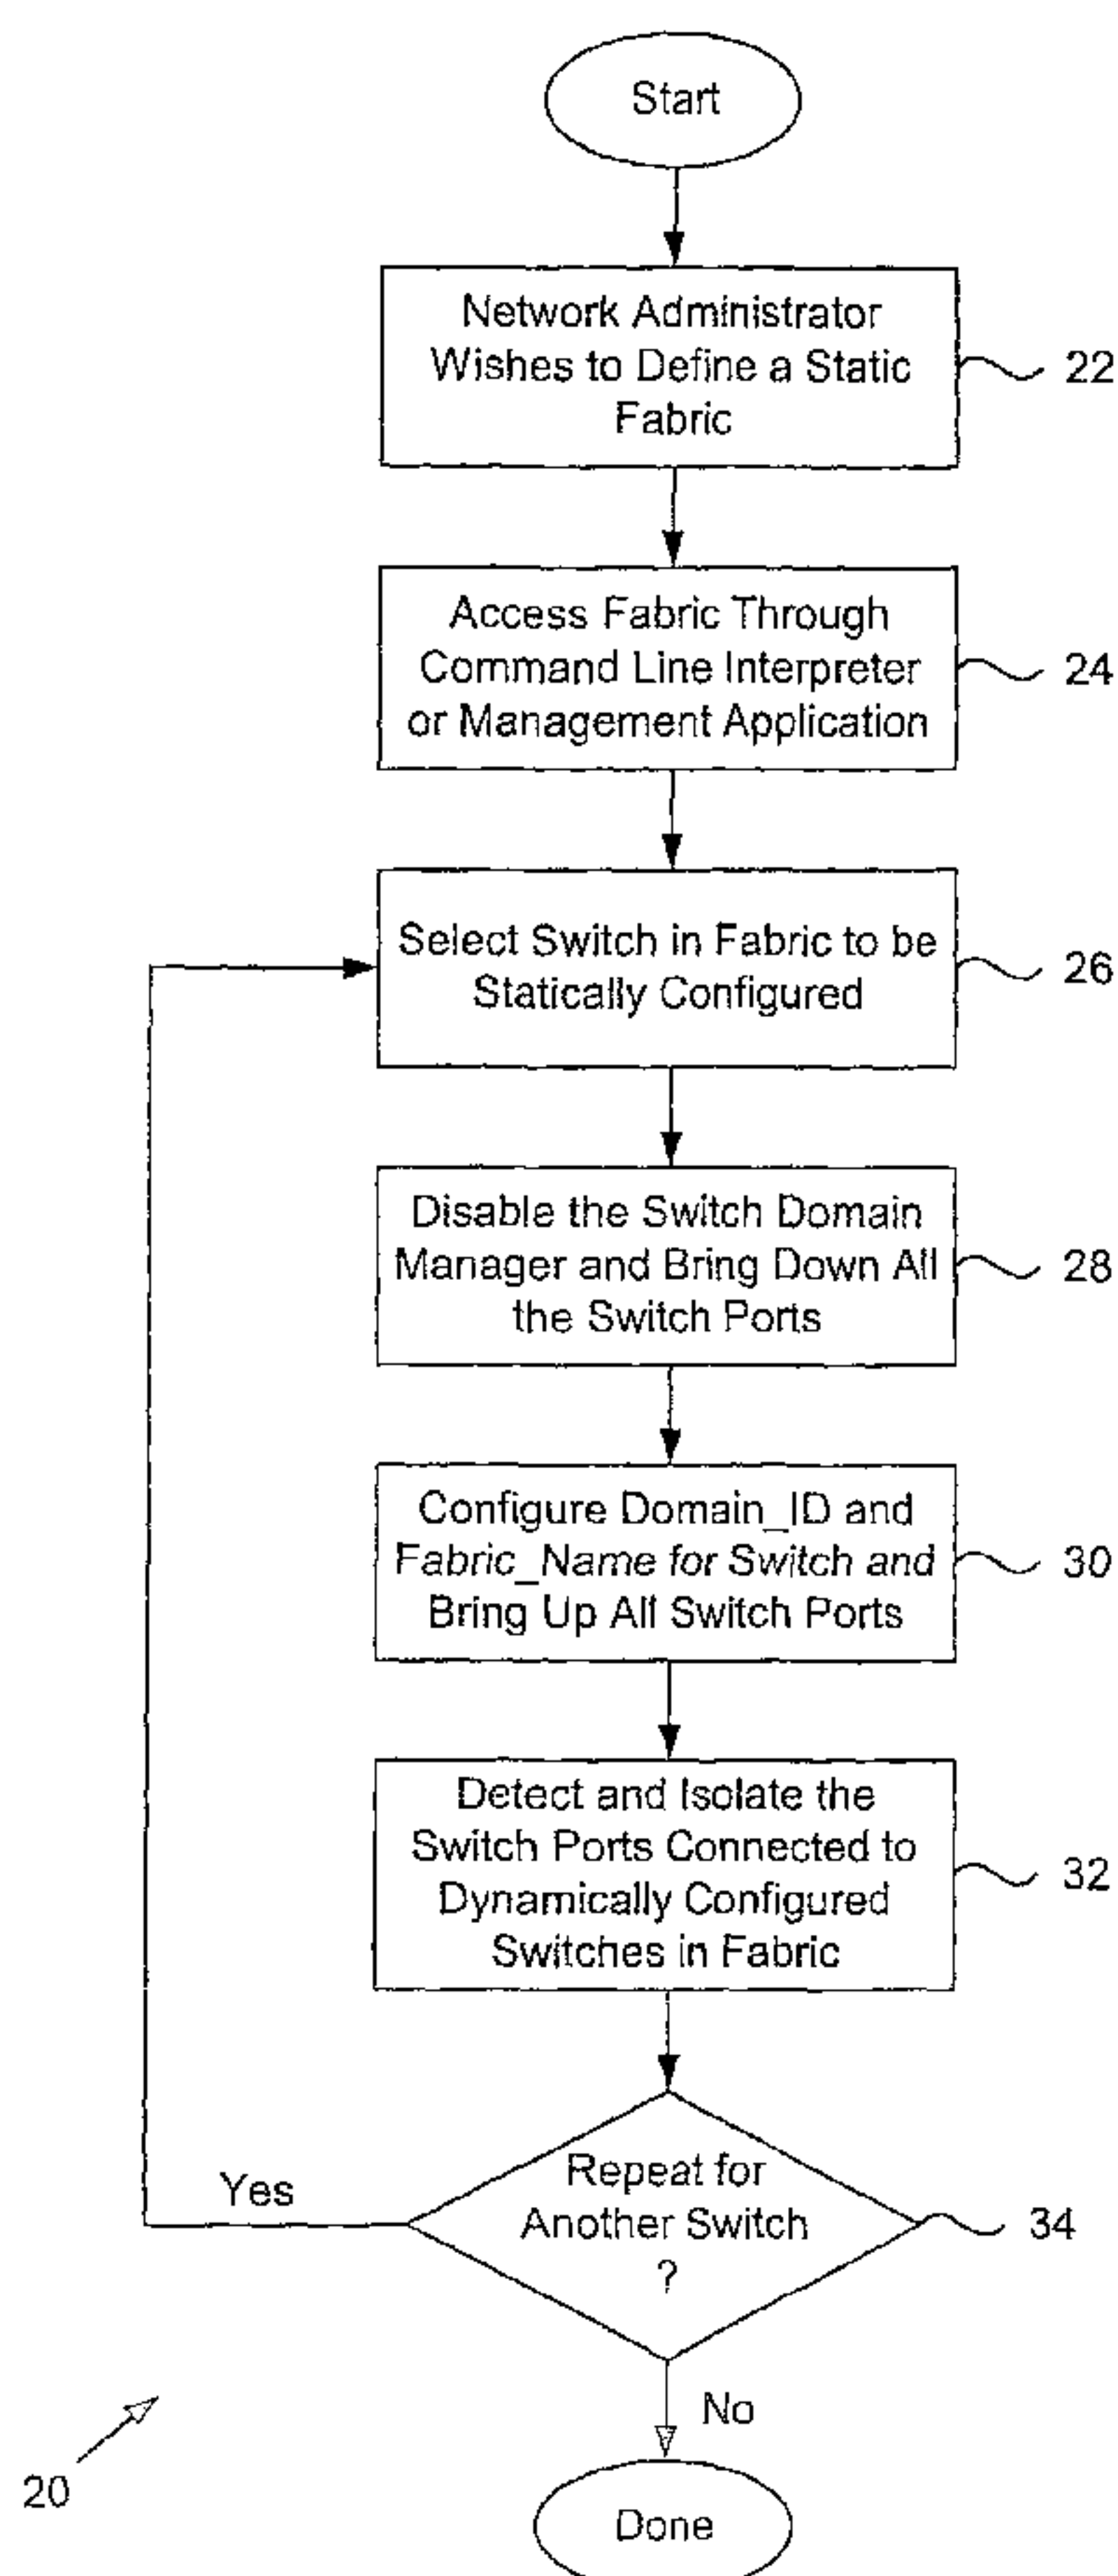 Start
Network Administrator
Wishes to Define a Static
Fabric
22
Access Fabric Through
Command Line Interpreter
or Management Application
24
Select Switch in Fabric to be
Statically Configured
26
Disable the Switch Domain
Manager and Bring Down All
the Switch Ports
28
Configure Domain_ID and
Fabric_Name for Switch and
Bring Up All Switch Ports
30
Detect and Isolate the
Switch Ports Connected to
Dynamically Configured
Switches in Fabric
32
Repeat for
Another Switch
?
34
Yes
No
20
Done